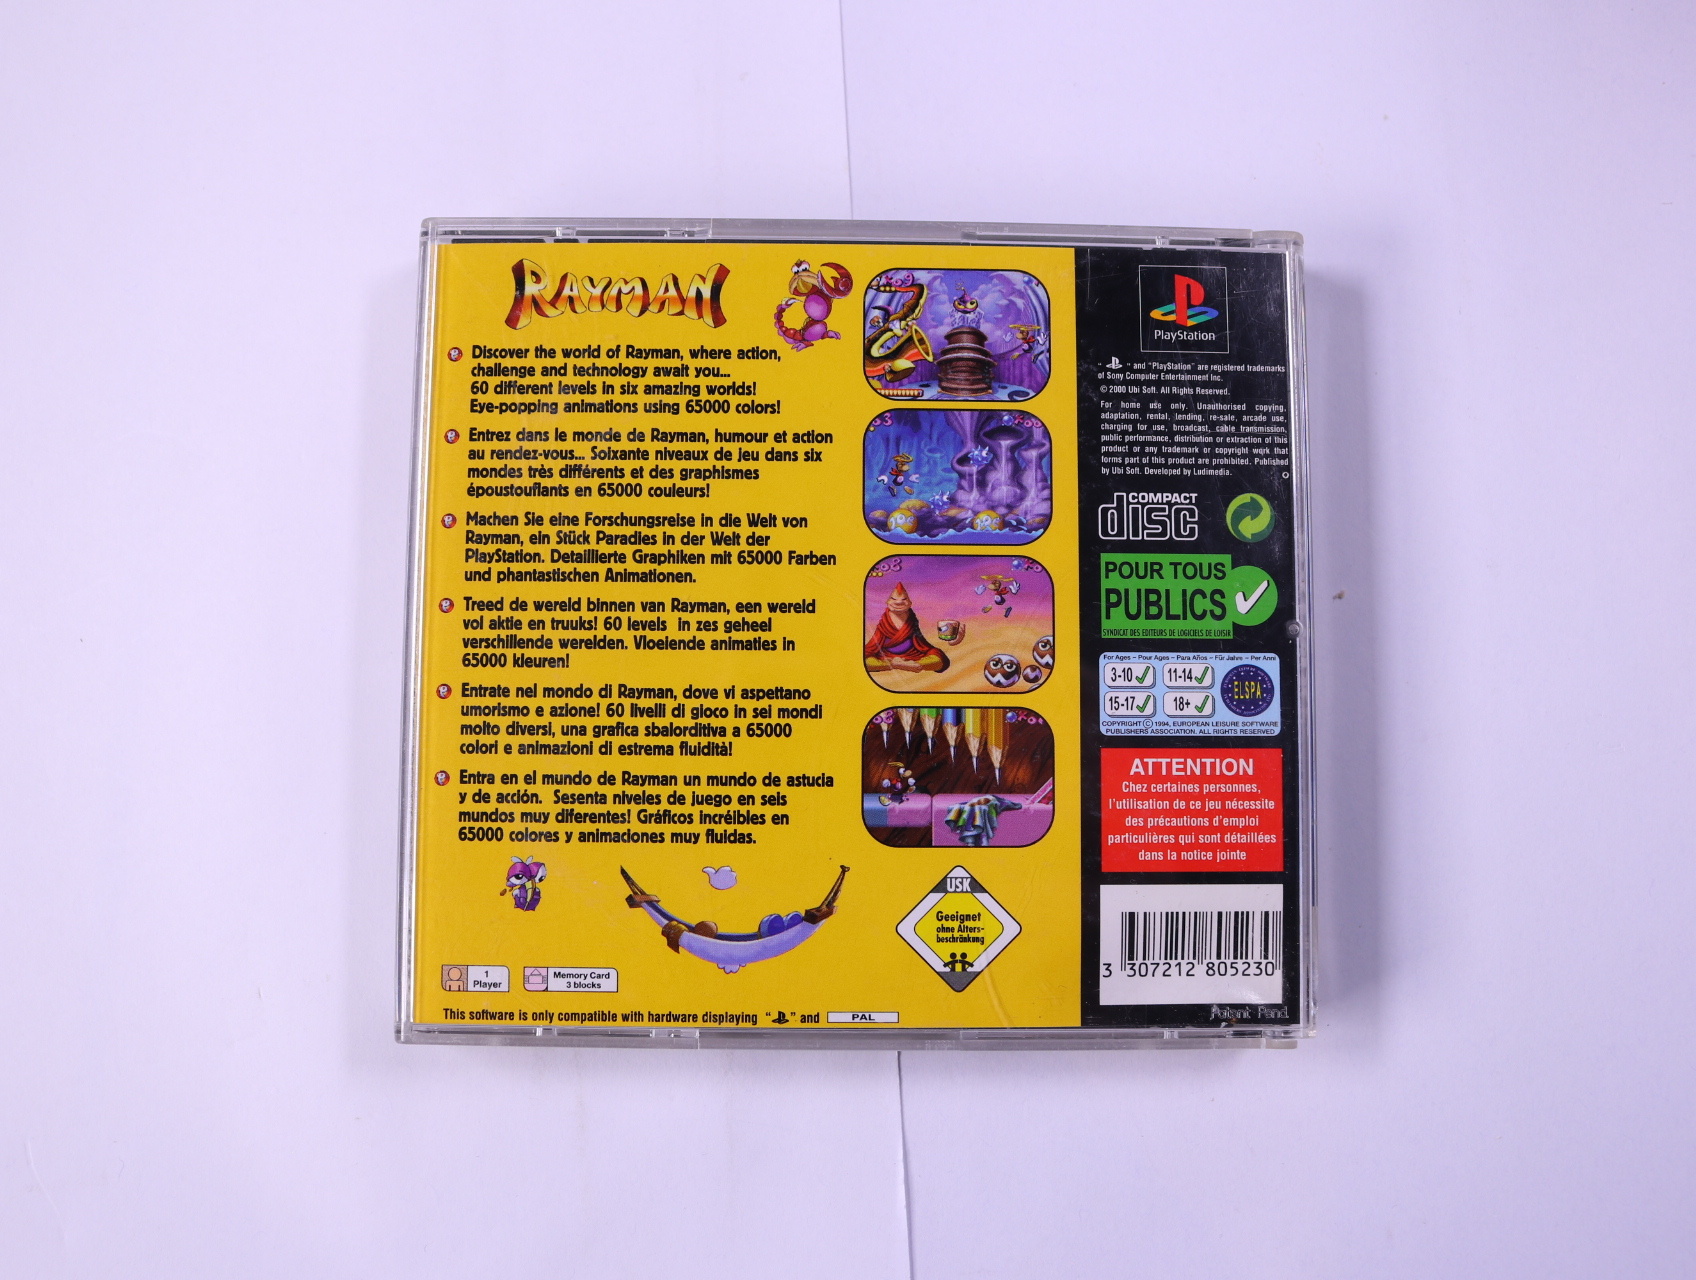 RAYMAN
Discover the world of Rayman, where action,
challenge and technology await you...
60 different levels in six amazing worlds!
Eye-popping animations using 65000 colors!
Entrez dans le monde de Rayman, humour et action
au rendez-vous... Soixante niveaux de jeu dans six
mondes très différents et des graphismes
époustouflants en 65000 couleurs!
Machen Sie eine Forschungsreise in die Welt von
Rayman, ein Stück Paradies in der Welt der
PlayStation. Detaillierte Graphiken mit 65000 Farben
und phantastischen Animationen.
Treed de wereld binnen van Rayman, een wereld
vol aktie en truuks! 60 levels in zes geheel
verschillende werelden. Vloeiende animaties in
65000 kleuren!
Entrate nel mondo di Rayman, dove vi aspettano
umorismo e azione! 60 livelli di gioco in sei mondi
molto diversi, una grafica sbalorditiva a 65000
colori e animazioni di estrema fluidità!
Entra en el mundo de Rayman un mundo de astucia
y de acción. Sesenta niveles de juego en seis
mundos muy diferentes! Gráficos incréibles en
65000 colores y animaciones muy fluidas.
1
Player
Memory Card
3 blocks
This software is only compatible with hardware displaying " " and PAL
USK
Geeignet
ohne Alters-
beschränkung
PlayStation
" " and "PlayStation" are registered trademarks
of Sony Computer Entertainment Inc.
© 2000 Ubi Soft. All Rights Reserved.
For home use only. Unauthorised copying,
adaptation, rental, lending, re-sale, arcade use,
charging for use, broadcast, cable transmission,
public performance, distribution or extraction of this
product or any trademark or copyright work that
forms part of this product are prohibited. Published
by Ubi Soft. Developed by Ludimedia.
COMPACT
disc
POUR TOUS
PUBLICS
SYNDICAT DES EDITEURS DE LOGICIELS DE LOISIR
For Ages - Pour Ages - Para Años - Für Jahre - Per Anni
3-10 11-14
15-17 18+
ELSPA
COPYRIGHT © 1994, EUROPEAN LEISURE SOFTWARE
PUBLISHERS ASSOCIATION. ALL RIGHTS RESERVED
ATTENTION
Chez certaines personnes,
l'utilisation de ce jeu nécessite
des précautions d'emploi
particulières qui sont détaillées
dans la notice jointe
3 307212 805230
Patent Pend